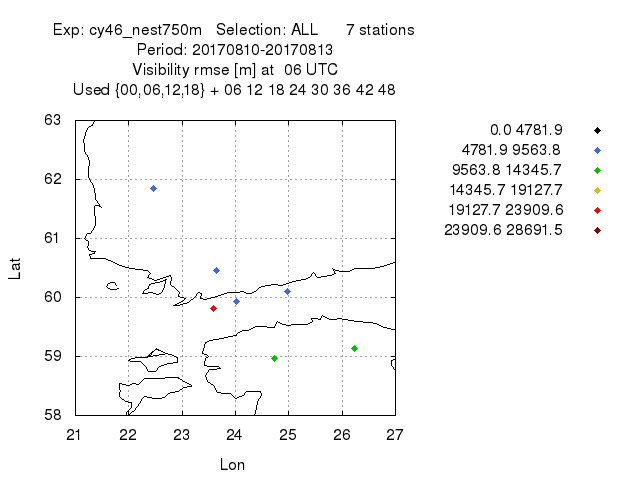 Exp: cy46_nest750m Selection: ALL 7 stations
Period: 20170810-20170813
Visibility rmse [m] at 06 UTC
Used {00,06,12,18} + 06 12 18 24 30 36 42 48
0.0 4781.9
4781.9 9563.8
9563.8 14345.7
14345.7 19127.7
19127.7 23909.6
23909.6 28691.5
63
62
61
60
59
58
Lat
21 22 23 24 25 26 27
Lon